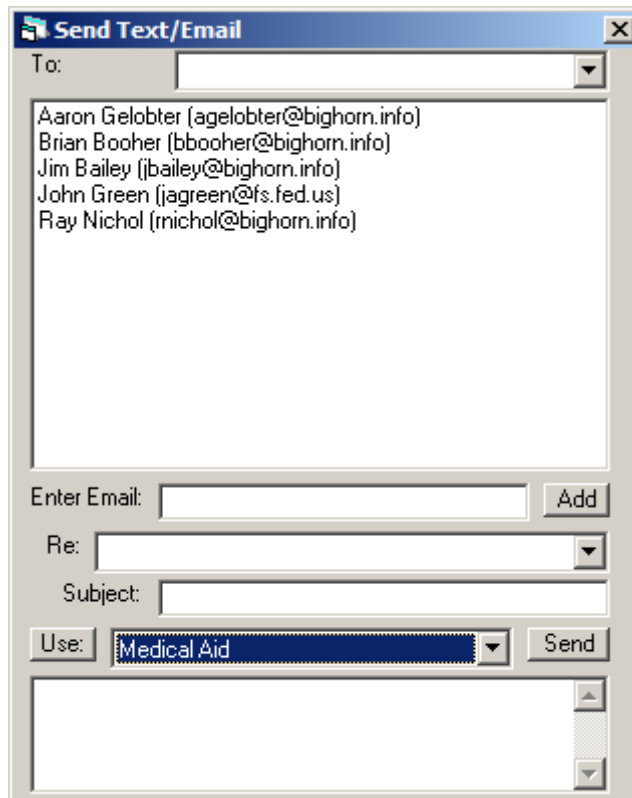 Send Text/Email
To:
Aaron Gelobter (agelobter@bighorn.info)
Brian Booher (bbooher@bighorn.info)
Jim Bailey (jbailey@bighorn.info)
John Green (jagreen@fs.fed.us)
Ray Nichol (rnichol@bighorn.info)
Enter Email: Add
Re:
Subject:
Use: Medical Aid Send